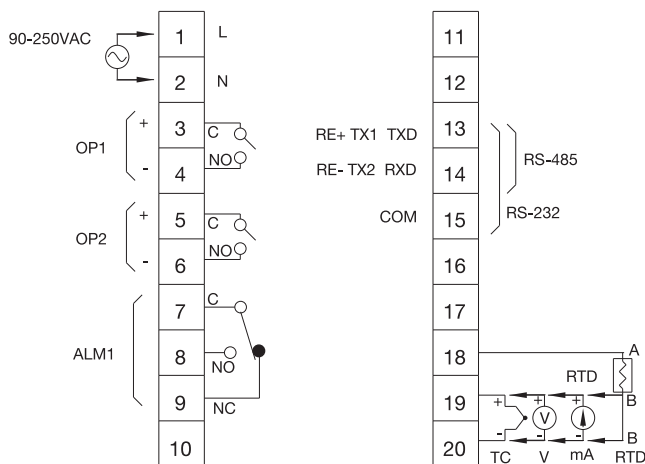 90-250VAC
1 L
2 N
OP1 + 3 C
- 4 NO
OP2 + 5 C
- 6 NO
ALM1
7 C
8 NO
9 NC
10
11
12
RE+ TX1 TXD 13
RE- TX2 RXD 14
RS-485
COM 15 RS-232
16
17
18 A
RTD
19 + + + B
V
20 - - - B
TC V mA RTD